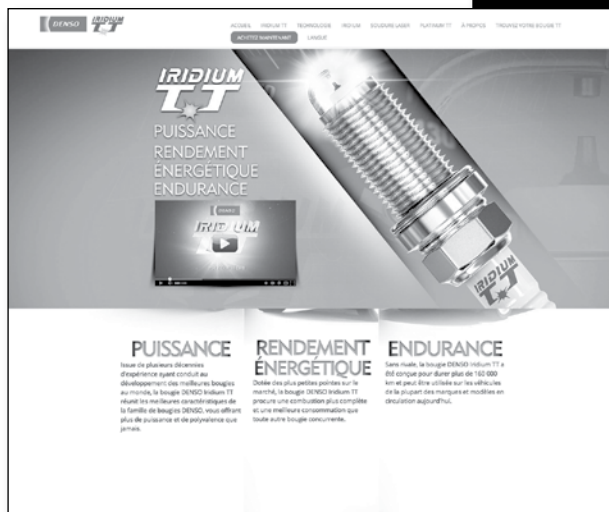 DENSO
IRIDIUM
TT
ACCUEIL IRIDIUM TT TECHNOLOGIE IRIDIUM SOUDURE LASER PLATINUM TT À PROPOS TROUVEZ VOTRE BOUGIE TT
ACHETEZ MAINTENANT LANGUE
IRIDIUM
TT
PUISSANCE
RENDEMENT
ÉNERGÉTIQUE
ENDURANCE
DENSO
IRIDIUM
IRIDIUM
TT
PUISSANCE
Issue de plusieurs décennies
d'expérience ayant conduit au
développement des meilleures bougies
au monde, la bougie DENSO Iridium TT
réunit les meilleures caractéristiques de
la famille de bougies DENSO, vous offrant
plus de puissance et de polyvalence que
jamais.
RENDEMENT
ÉNERGÉTIQUE
Dotée des plus petites pointes sur le
marché, la bougie DENSO Iridium TT
procure une combustion plus complète
et une meilleure consommation que
toute autre bougie concurrente.
ENDURANCE
Sans rivale, la bougie DENSO Iridium TT a
été conçue pour durer plus de 160 000
km et peut être utilisée sur les véhicules
de la plupart des marques et modèles en
circulation aujourd'hui.